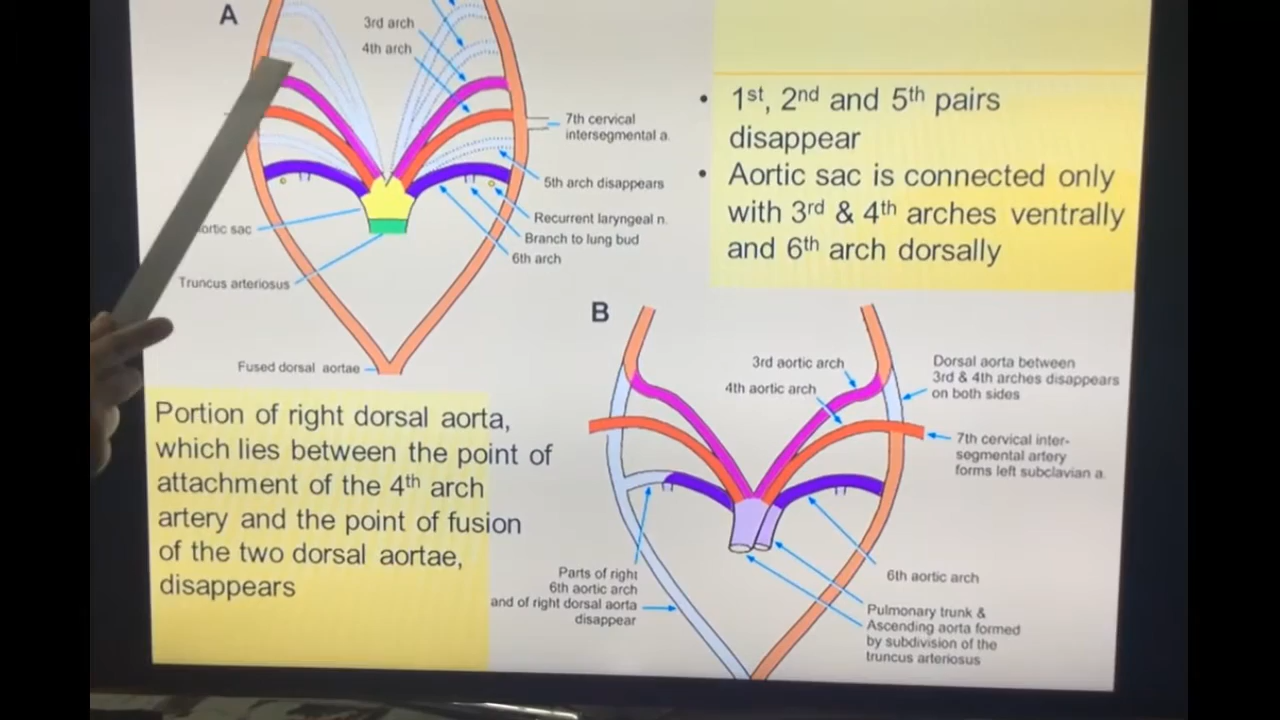 A
3rd arch
4th arch
7th cervical
intersegmental a.
5th arch disappears
Recurrent laryngeal n.
Branch to lung bud
6th arch
ortic sac
Truncus arteriosus
Fused dorsal aortae
• 1st, 2nd and 5th pairs
disappear
• Aortic sac is connected only
with 3rd & 4th arches ventrally
and 6th arch dorsally
Portion of right dorsal aorta,
which lies between the point of
attachment of the 4th arch
artery and the point of fusion
of the two dorsal aortae,
disappears
B
3rd aortic arch
4th aortic arch
Dorsal aorta between
3rd & 4th arches disappears
on both sides
7th cervical inter-
segmental artery
forms left subclavian a.
Parts of right
6th aortic arch
and of right dorsal aorta
disappear
6th aortic arch
Pulmonary trunk &
Ascending aorta formed
by subdivision of the
truncus arteriosus